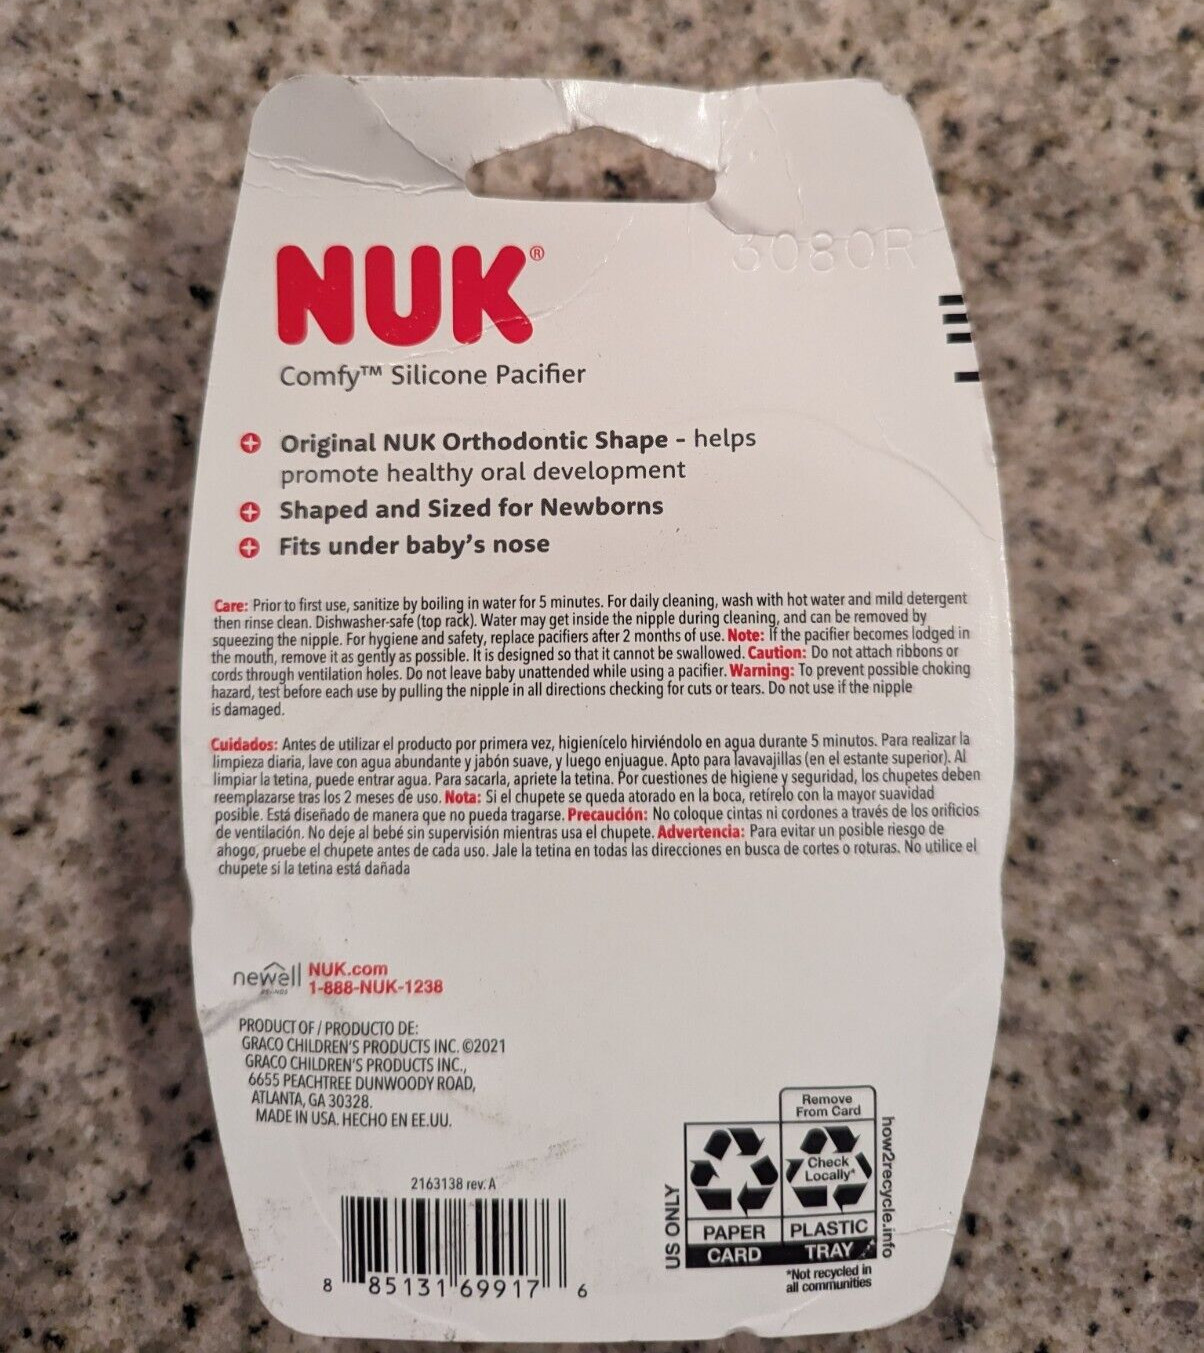 3080R
NUK®
Comfy™ Silicone Pacifier
Original NUK Orthodontic Shape - helps
promote healthy oral development
Shaped and Sized for Newborns
Fits under baby's nose
Care: Prior to first use, sanitize by boiling in water for 5 minutes. For daily cleaning, wash with hot water and mild detergent
then rinse clean. Dishwasher-safe (top rack). Water may get inside the nipple during cleaning, and can be removed by
squeezing the nipple. For hygiene and safety, replace pacifiers after 2 months of use. Note: If the pacifier becomes lodged in
the mouth, remove it as gently as possible. It is designed so that it cannot be swallowed. Caution: Do not attach ribbons or
cords through ventilation holes. Do not leave baby unattended while using a pacifier. Warning: To prevent possible choking
hazard, test before each use by pulling the nipple in all directions checking for cuts or tears. Do not use if the nipple
is damaged.
Cuidados: Antes de utilizar el producto por primera vez, higienícelo hirviéndolo en agua durante 5 minutos. Para realizar la
limpieza diaria, lave con agua abundante y jabón suave, y luego enjuague. Apto para lavavajillas (en el estante superior). Al
limpiar la tetina, puede entrar agua. Para sacarla, apriete la tetina. Por cuestiones de higiene y seguridad, los chupetes deben
reemplazarse tras los 2 meses de uso. Nota: Si el chupete se queda atorado en la boca, retírelo con la mayor suavidad
posible. Está diseñado de manera que no pueda tragarse. Precaución: No coloque cintas ni cordones a través de los orificios
de ventilación. No deje al bebé sin supervisión mientras usa el chupete. Advertencia: Para evitar un posible riesgo de
ahogo, pruebe el chupete antes de cada uso. Jale la tetina en todas las direcciones en busca de cortes o roturas. No utilice el
chupete si la tetina está dañada
newell
BRANDS
NUK.com
1-888-NUK-1238
PRODUCT OF / PRODUCTO DE:
GRACO CHILDREN'S PRODUCTS INC. ©2021
GRACO CHILDREN'S PRODUCTS INC.,
6655 PEACHTREE DUNWOODY ROAD,
ATLANTA, GA 30328.
MADE IN USA. HECHO EN EE.UU.
2163138 rev. A
8 85131 69917 6
US ONLY
PAPER
CARD
Remove
From Card
Check
Locally*
PLASTIC
TRAY
*Not recycled in
all communities
how2recycle.info